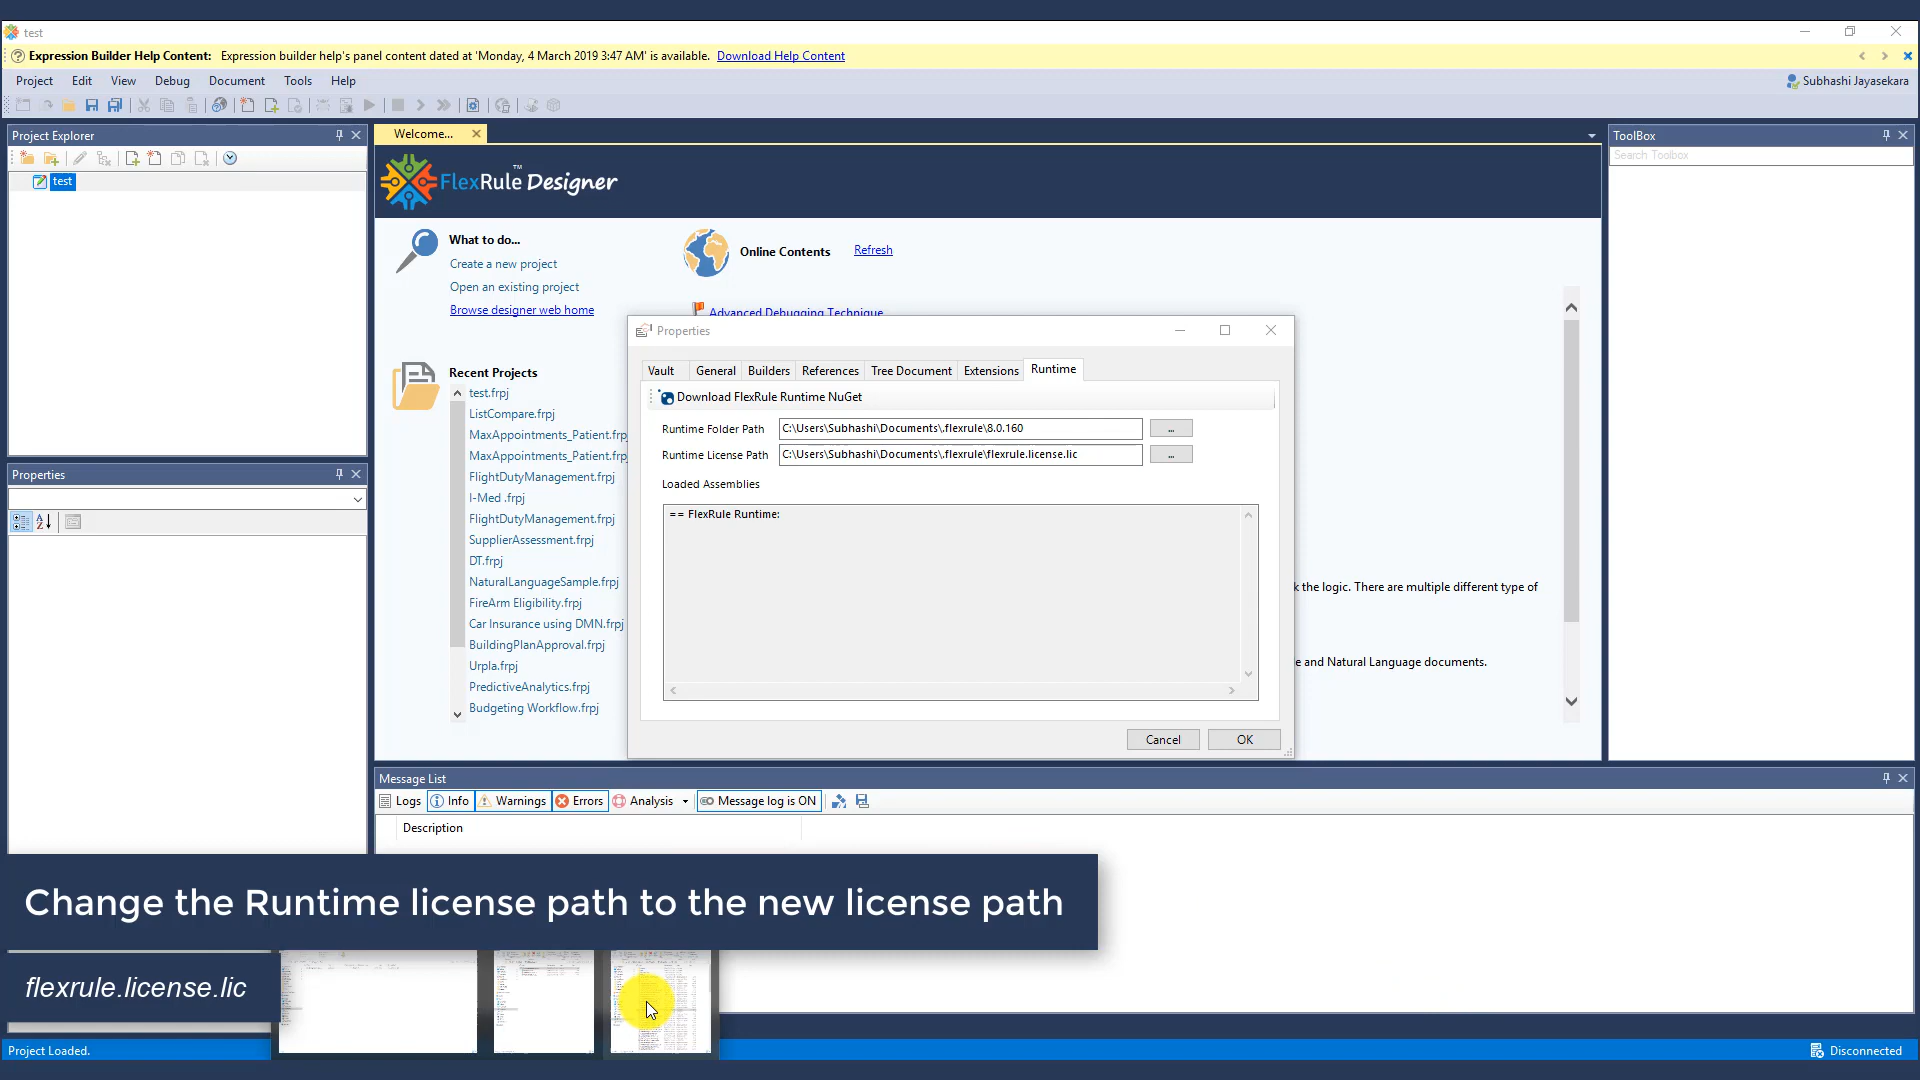 test
Expression Builder Help Content: Expression builder help's panel content dated at 'Monday, 4 March 2019 3:47 AM' is available. Download Help Content
Project Edit View Debug Document Tools Help
Subhashi Jayasekara
Project Explorer
test
Properties
Welcome...
FlexRule Designer™
What to do...
Create a new project
Open an existing project
Browse designer web home
Online Contents Refresh
Advanced Debugging Technique
Recent Projects
test.frpj
ListCompare.frpj
MaxAppointments_Patient.frp
MaxAppointments_Patient.frp
FlightDutyManagement.frpj
I-Med .frpj
FlightDutyManagement.frpj
SupplierAssessment.frpj
DT.frpj
NaturalLanguageSample.frpj
FireArm Eligibility.frpj
Car Insurance using DMN.frpj
BuildingPlanApproval.frpj
Urpla.frpj
PredictiveAnalytics.frpj
Budgeting Workflow.frpj
k the logic. There are multiple different type of
e and Natural Language documents.
Properties
Vault General Builders References Tree Document Extensions Runtime
Download FlexRule Runtime NuGet
Runtime Folder Path C:\Users\Subhashi\Documents\.flexrule\8.0.160 ...
Runtime License Path C:\Users\Subhashi\Documents\.flexrule\flexrule.license.lic ...
Loaded Assemblies
== FlexRule Runtime:
Cancel OK
ToolBox
Search Toolbox
Message List
Logs Info Warnings Errors Analysis Message log is ON
Description
Change the Runtime license path to the new license path
flexrule.license.lic
Project Loaded.
Disconnected